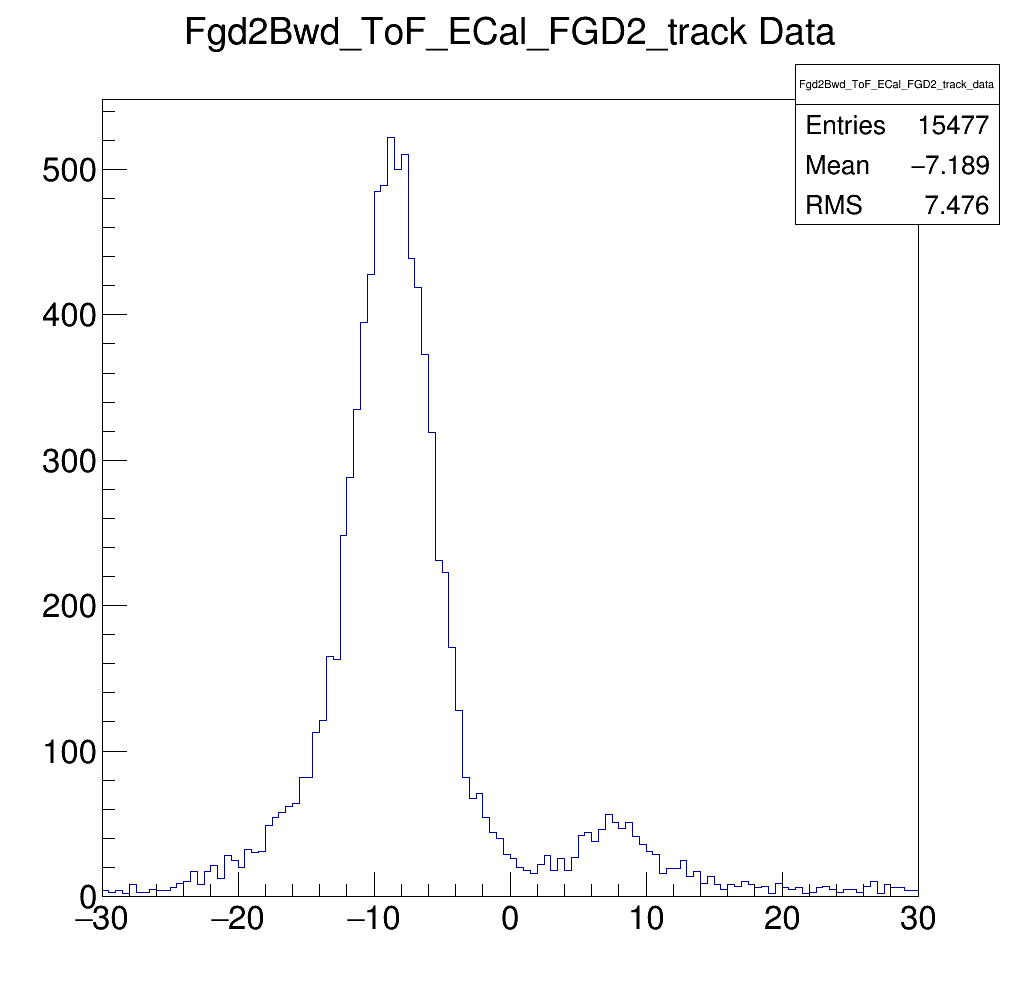 Fgd2Bwd_ToF_ECal_FGD2_track Data
Fgd2Bwd_ToF_ECal_FGD2_track_data
Entries 15477
Mean −7.189
RMS 7.476
500
400
300
200
100
0
−30 −20 −10 0 10 20 30